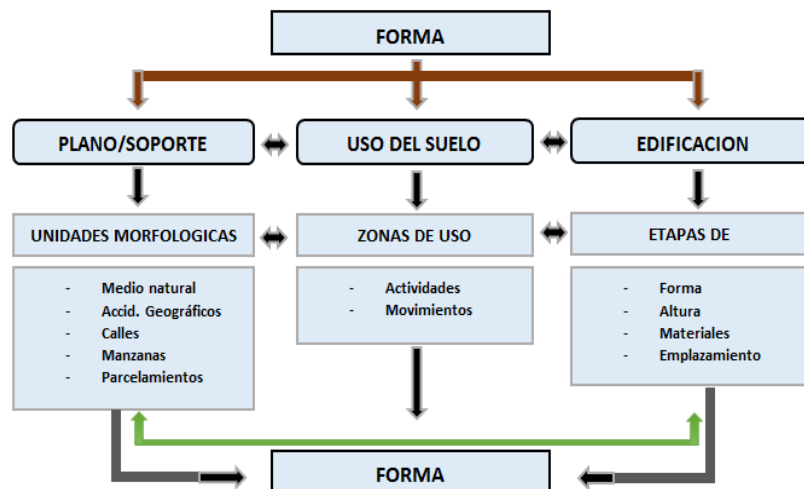 FORMA
PLANO/SOPORTE
USO DEL SUELO
EDIFICACION
UNIDADES MORFOLOGICAS
ZONAS DE USO
ETAPAS DE
- Medio natural
- Accid. Geográficos
- Calles
- Manzanas
- Parcelamientos
- Actividades
- Movimientos
- Forma
- Altura
- Materiales
- Emplazamiento
FORMA